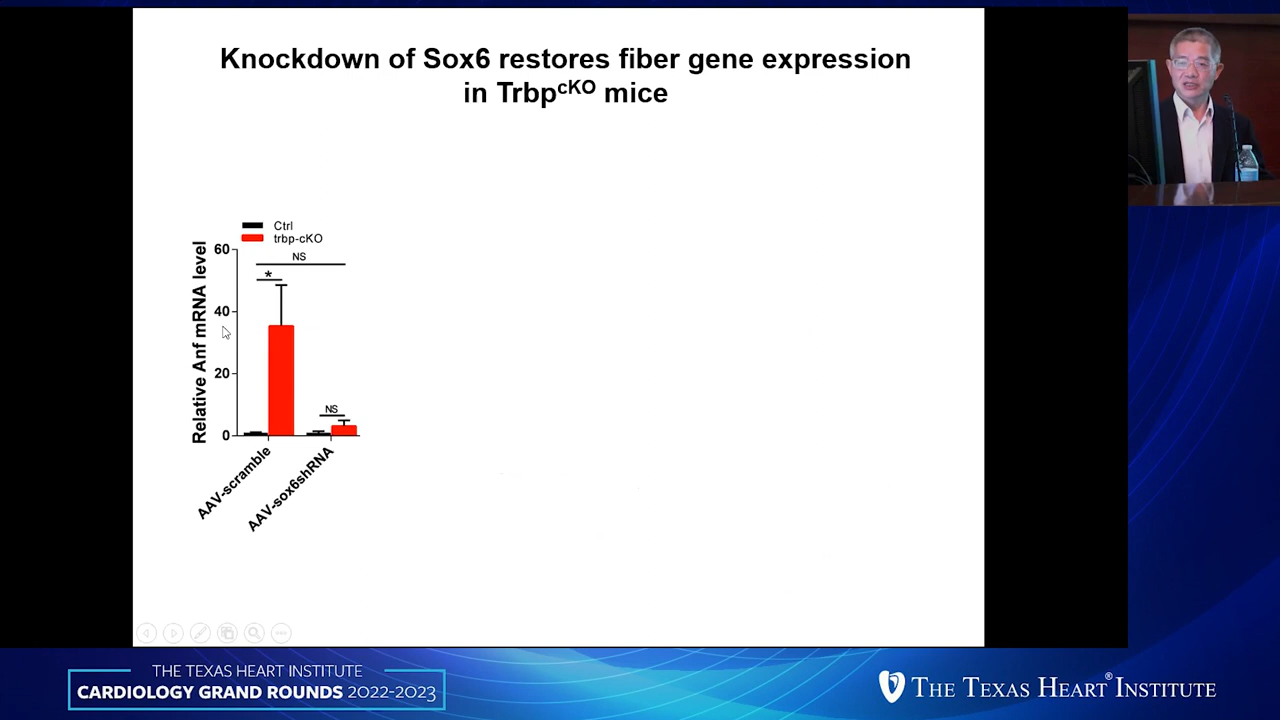 Knockdown of Sox6 restores fiber gene expression
in TrbpcKO mice
Ctrl
trbp-cKO
Relative Anf mRNA level
60
40
20
0
NS
*
NS
AAV-scramble
AAV-sox6shRNA
THE TEXAS HEART INSTITUTE
CARDIOLOGY GRAND ROUNDS 2022-2023
THE TEXAS HEART® INSTITUTE